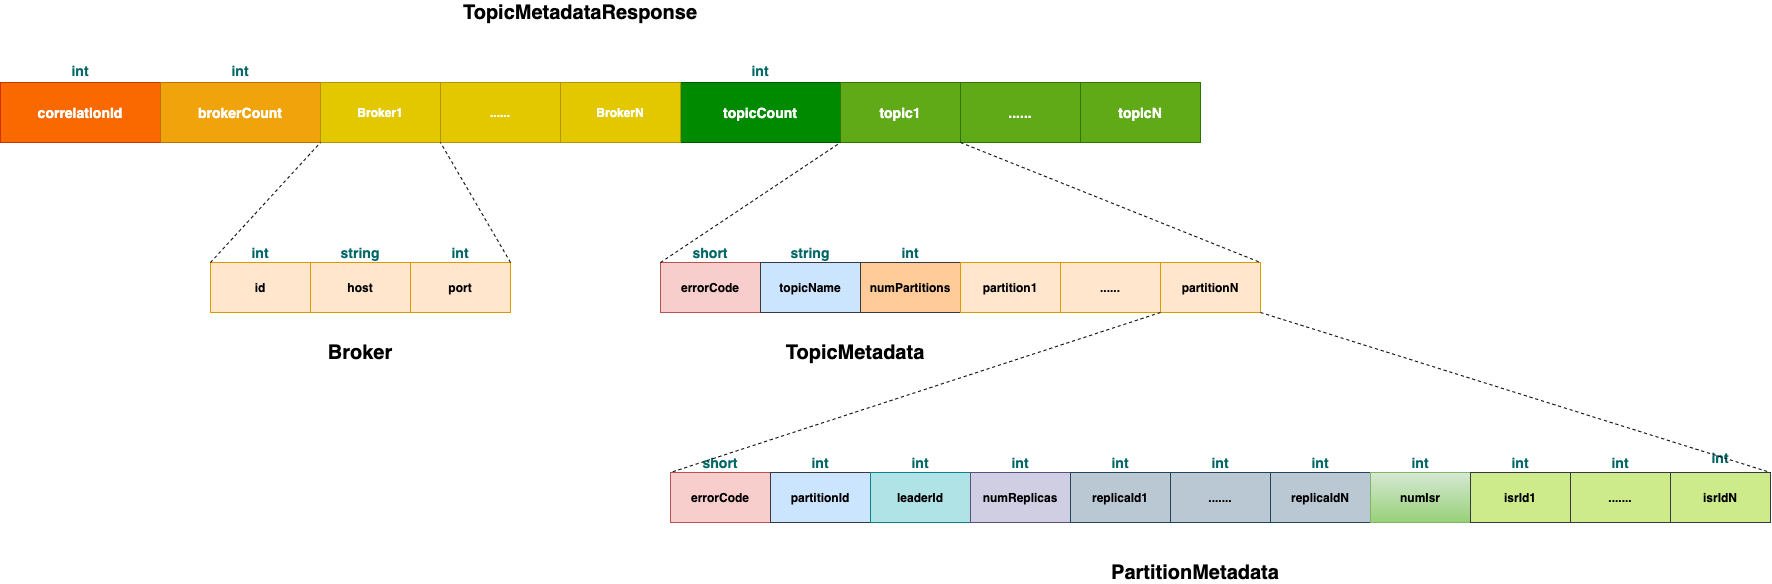 TopicMetadataResponse
int int int
correlationId brokerCount Broker1 ...... BrokerN topicCount topic1 ...... topicN
int string int short string int
id host port errorCode topicName numPartitions partition1 ...... partitionN
Broker TopicMetadata
short int int int int int int int int int int
errorCode partitionId leaderId numReplicas replicaId1 ....... replicaIdN numIsr isrId1 ....... isrIdN
PartitionMetadata